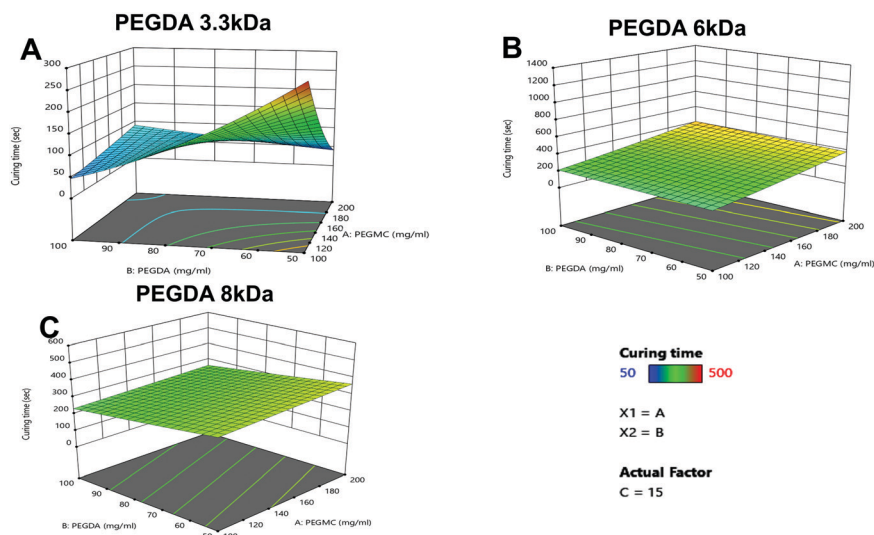 PEGDA 3.3kDa
A
300
250
200
150
100
50
0
Curing time (sec)
100
90
80
70
60
50
B: PEGDA (mg/ml)
200
180
160
140
120
100
A: PEGMC (mg/ml)
PEGDA 6kDa
B
1400
1200
1000
800
600
400
200
0
Curing time (sec)
100
90
80
70
60
50
B: PEGDA (mg/ml)
200
180
160
140
120
100
A: PEGMC (mg/ml)
PEGDA 8kDa
C
600
500
400
300
200
100
0
Curing time (sec)
100
90
80
70
60
50
B: PEGDA (mg/ml)
200
180
160
140
120
100
A: PEGMC (mg/ml)
Curing time
50 500
X1 = A
X2 = B
Actual Factor
C = 15